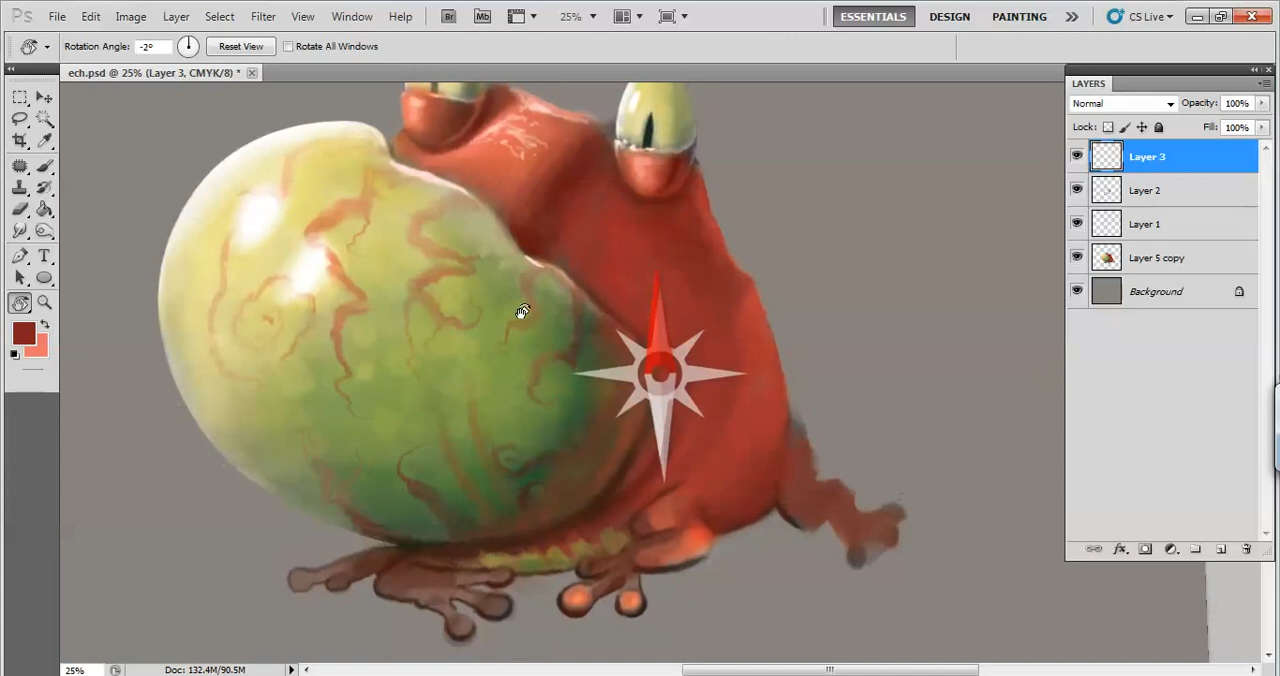 Ps File Edit Image Layer Select Filter View Window Help Br Mb 25% ESSENTIALS DESIGN PAINTING CS Live
Rotation Angle: -2° Reset View Rotate All Windows
ech.psd @ 25% (Layer 3, CMYK/8) *
LAYERS
Normal Opacity: 100%
Lock: Fill: 100%
Layer 3
Layer 2
Layer 1
Layer 5 copy
Background
T
fx
25% Doc: 132.4M/90.5M